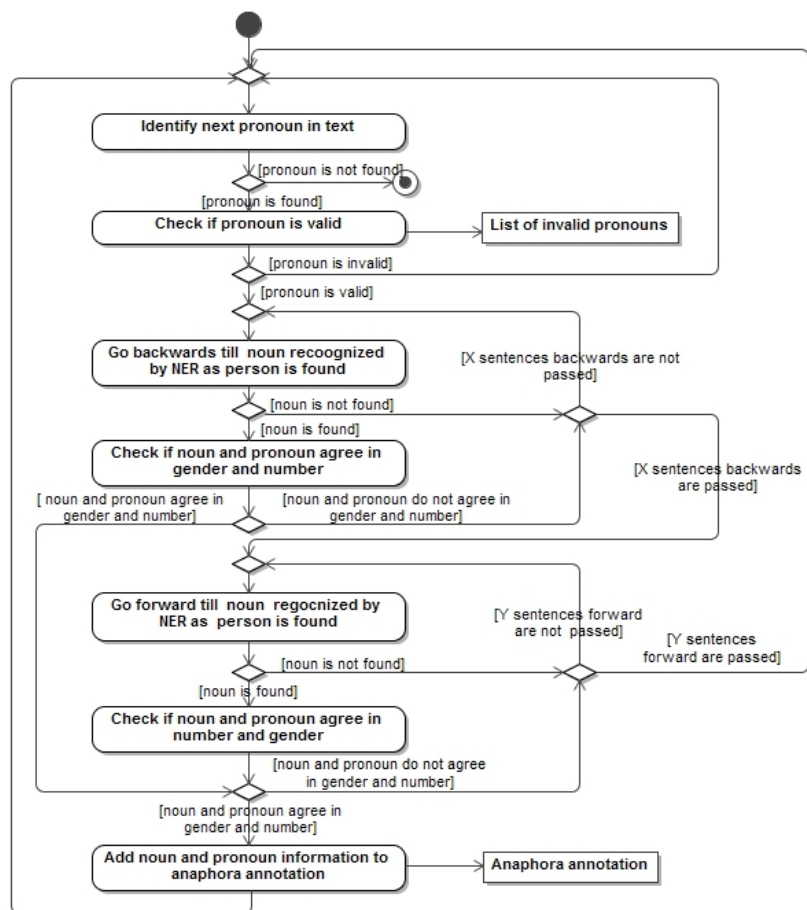 Identify next pronoun in text
[pronoun is not found]
[pronoun is found]
Check if pronoun is valid
List of invalid pronouns
[pronoun is invalid]
[pronoun is valid]
Go backwards till noun recoognized
by NER as person is found
[X sentences backwards are not
passed]
[noun is not found]
[noun is found]
Check if noun and pronoun agree in
gender and number
[X sentences backwards
are passed]
[ noun and pronoun agree in
gender and number]
[noun and pronoun do not agree in
gender and number]
Go forward till noun regocnized by
NER as person is found
[Y sentences forward
are not passed]
[Y sentences
forward are passed]
[noun is not found]
[noun is found]
Check if noun and pronoun agree in
number and gender
[noun and pronoun do not agree
in gender and number]
[noun and pronoun agree in
gender and number]
Add noun and pronoun information to
anaphora annotation
Anaphora annotation